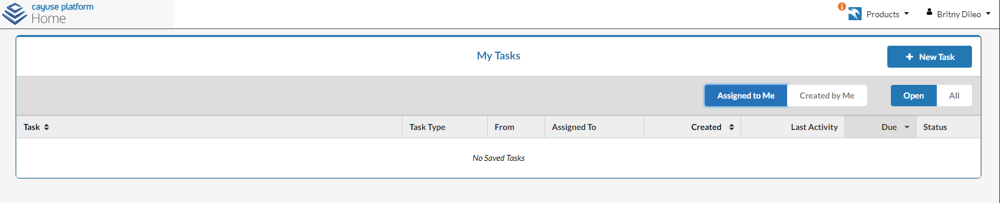 cayuse platform
Home
Products
Britny Dileo
My Tasks
+ New Task
Assigned to Me
Created by Me
Open
All
Task
Task Type
From
Assigned To
Created
Last Activity
Due
Status
No Saved Tasks